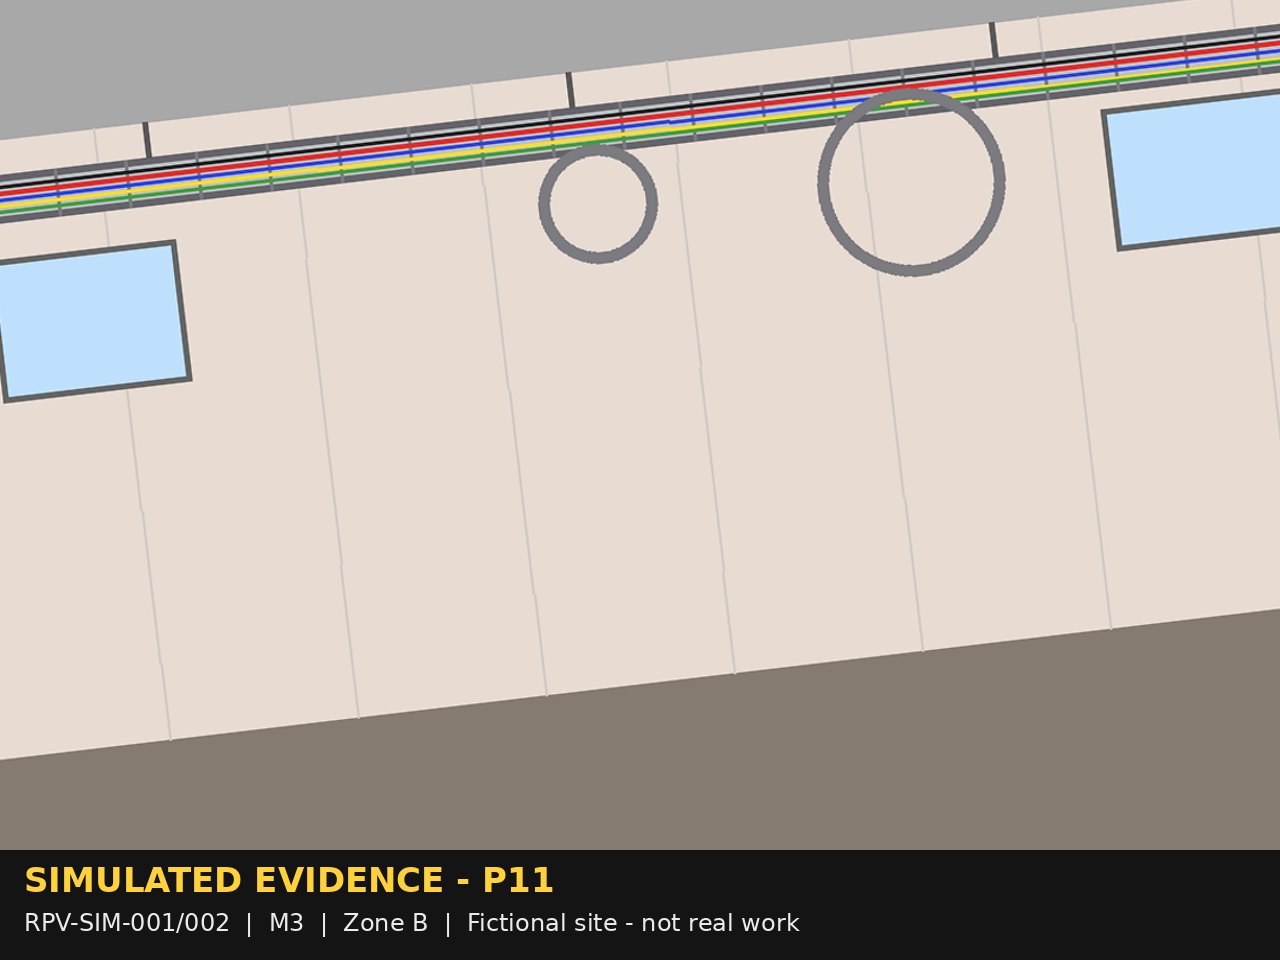 SIMULATED EVIDENCE - P11
RPV-SIM-001/002 | M3 | Zone B | Fictional site - not real work